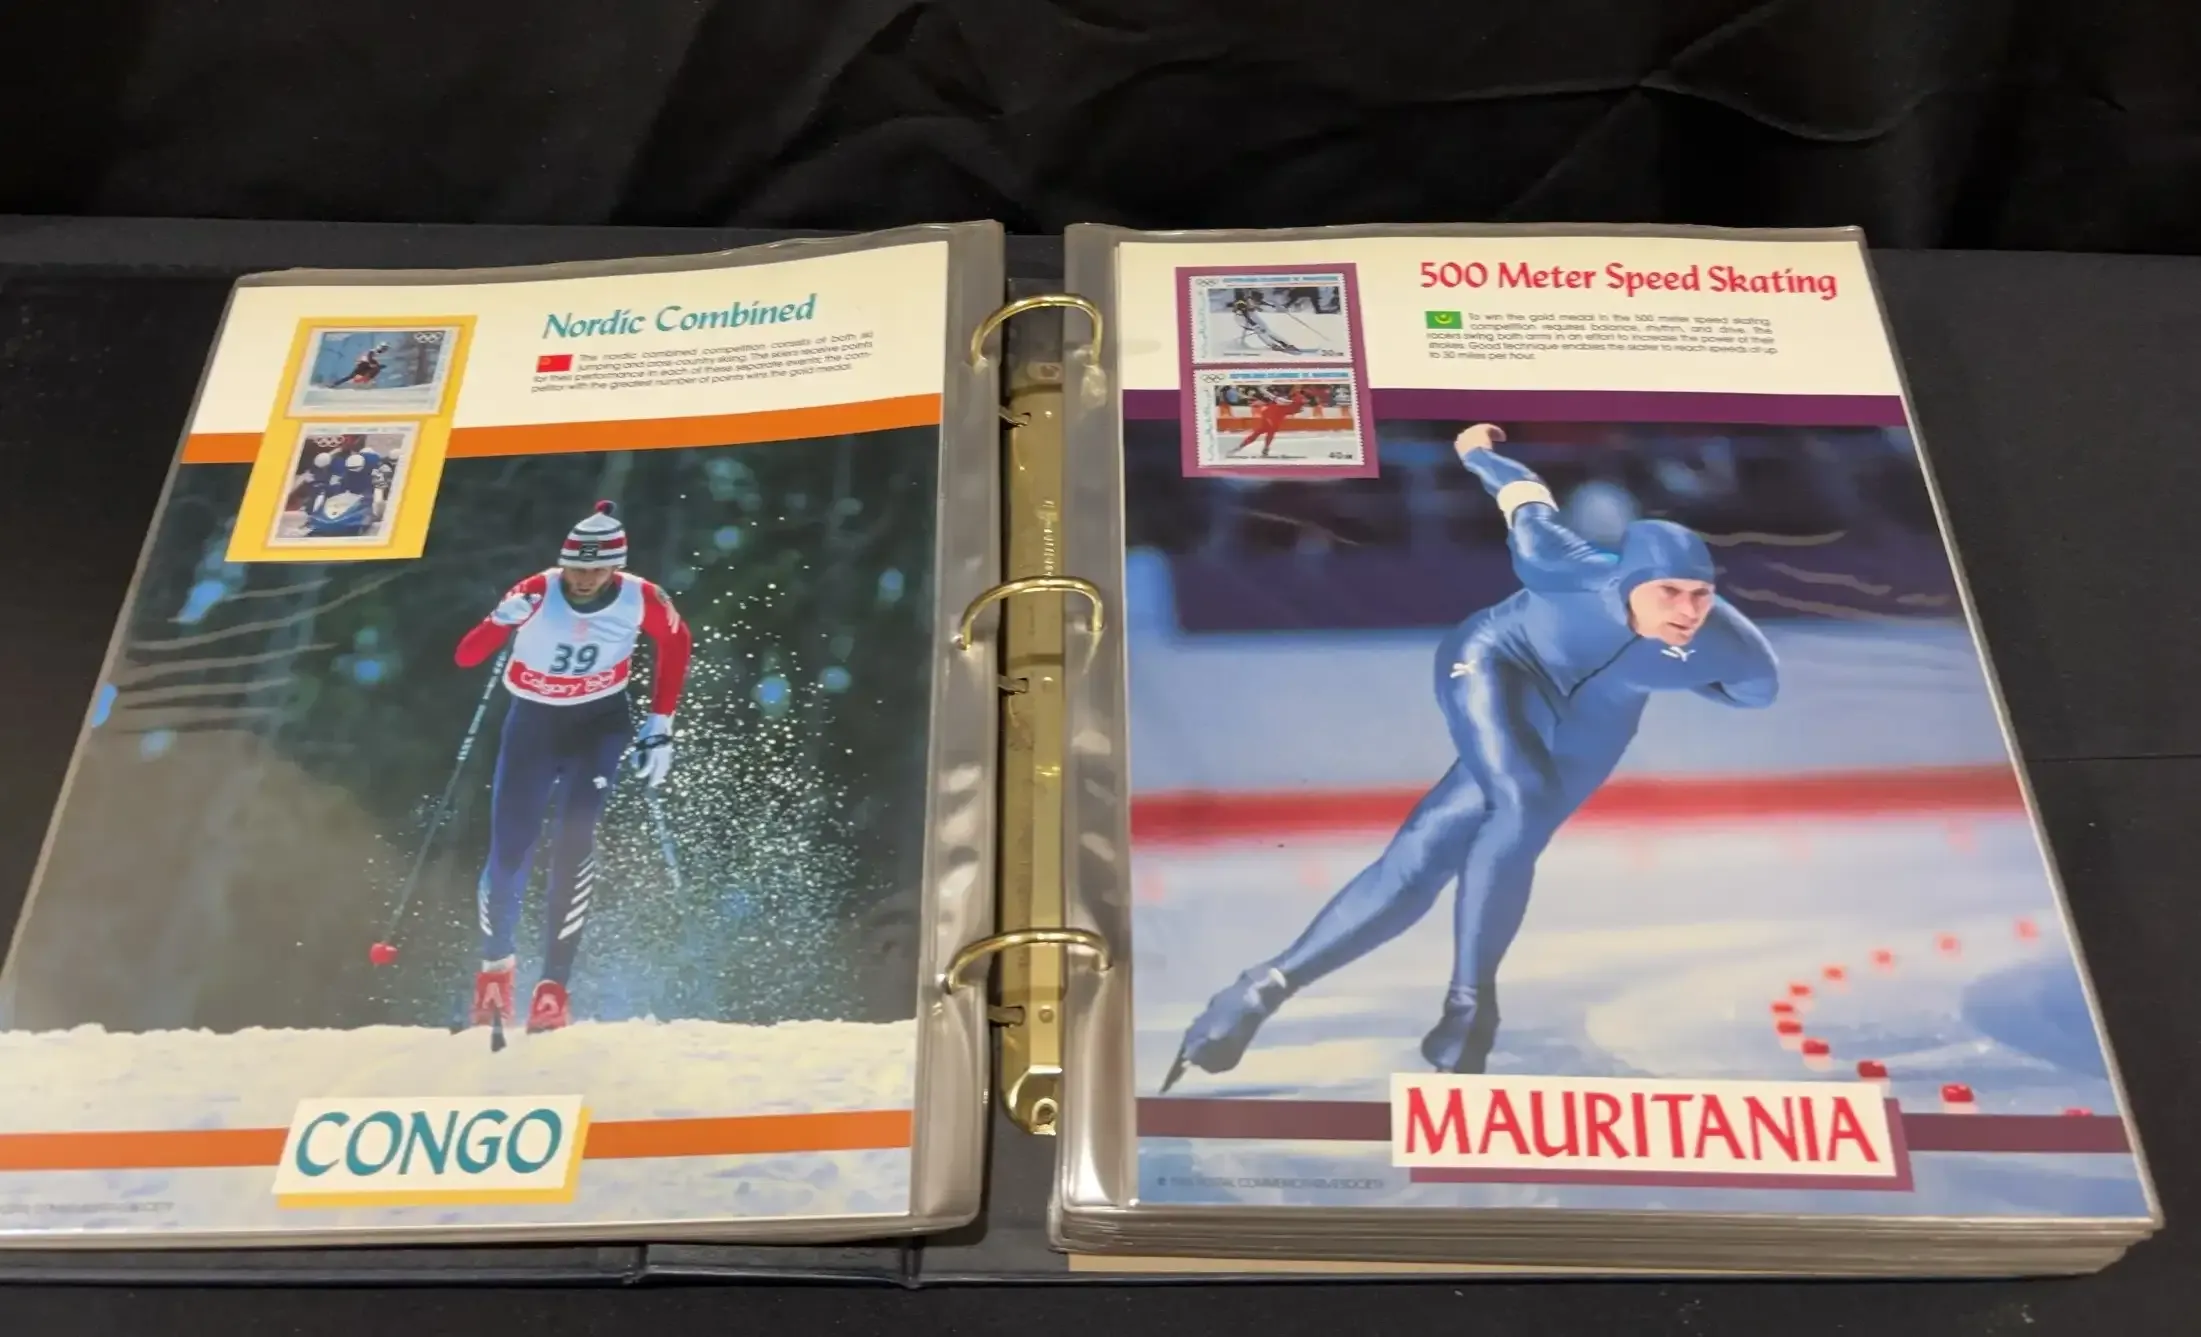 Nordic Combined
The nordic combined competition consists of both ski
jumping and cross-country skiing. The skiers receive points
for their performance in each of these separate events; the com-
petitor with the greatest number of points wins the gold medal.
39
Calgary
CONGO
500 Meter Speed Skating
To win the gold medal in the 500 meter speed skating
competition requires balance, rhythm, and drive. The
racers swing both arms in an effort to increase the power of their
strokes. Good technique enables the skater to reach speeds of up
to 30 miles per hour.
20
40
MAURITANIA
POSTAL COMMEMORATIVE SOCIETY